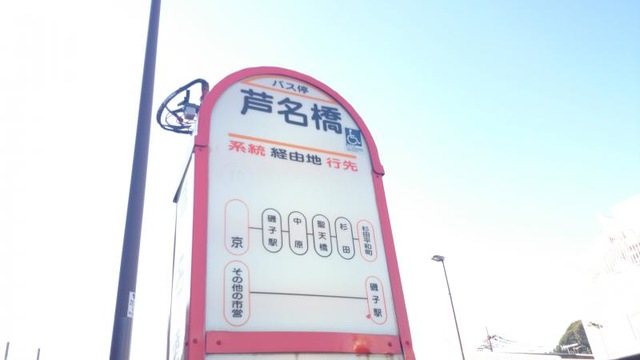 バス停
芦名橋
系統 経由地 行先
京 磯子駅 中原 聖天橋 杉田 杉田平和町
その他の市営 磯子駅